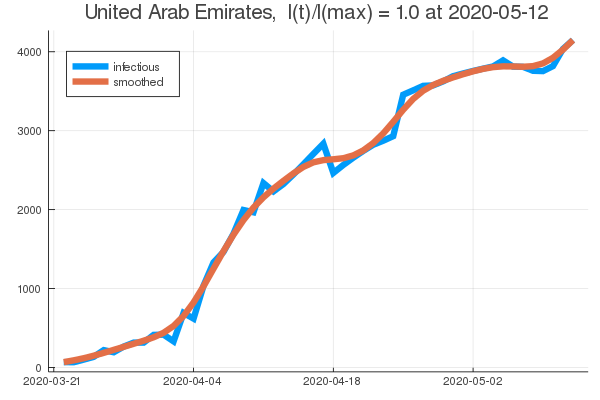 United Arab Emirates,  I(t)/I(max) = 1.0 at 2020-05-12
infectious
smoothed
4000
3000
2000
1000
0
2020-03-21 2020-04-04 2020-04-18 2020-05-02